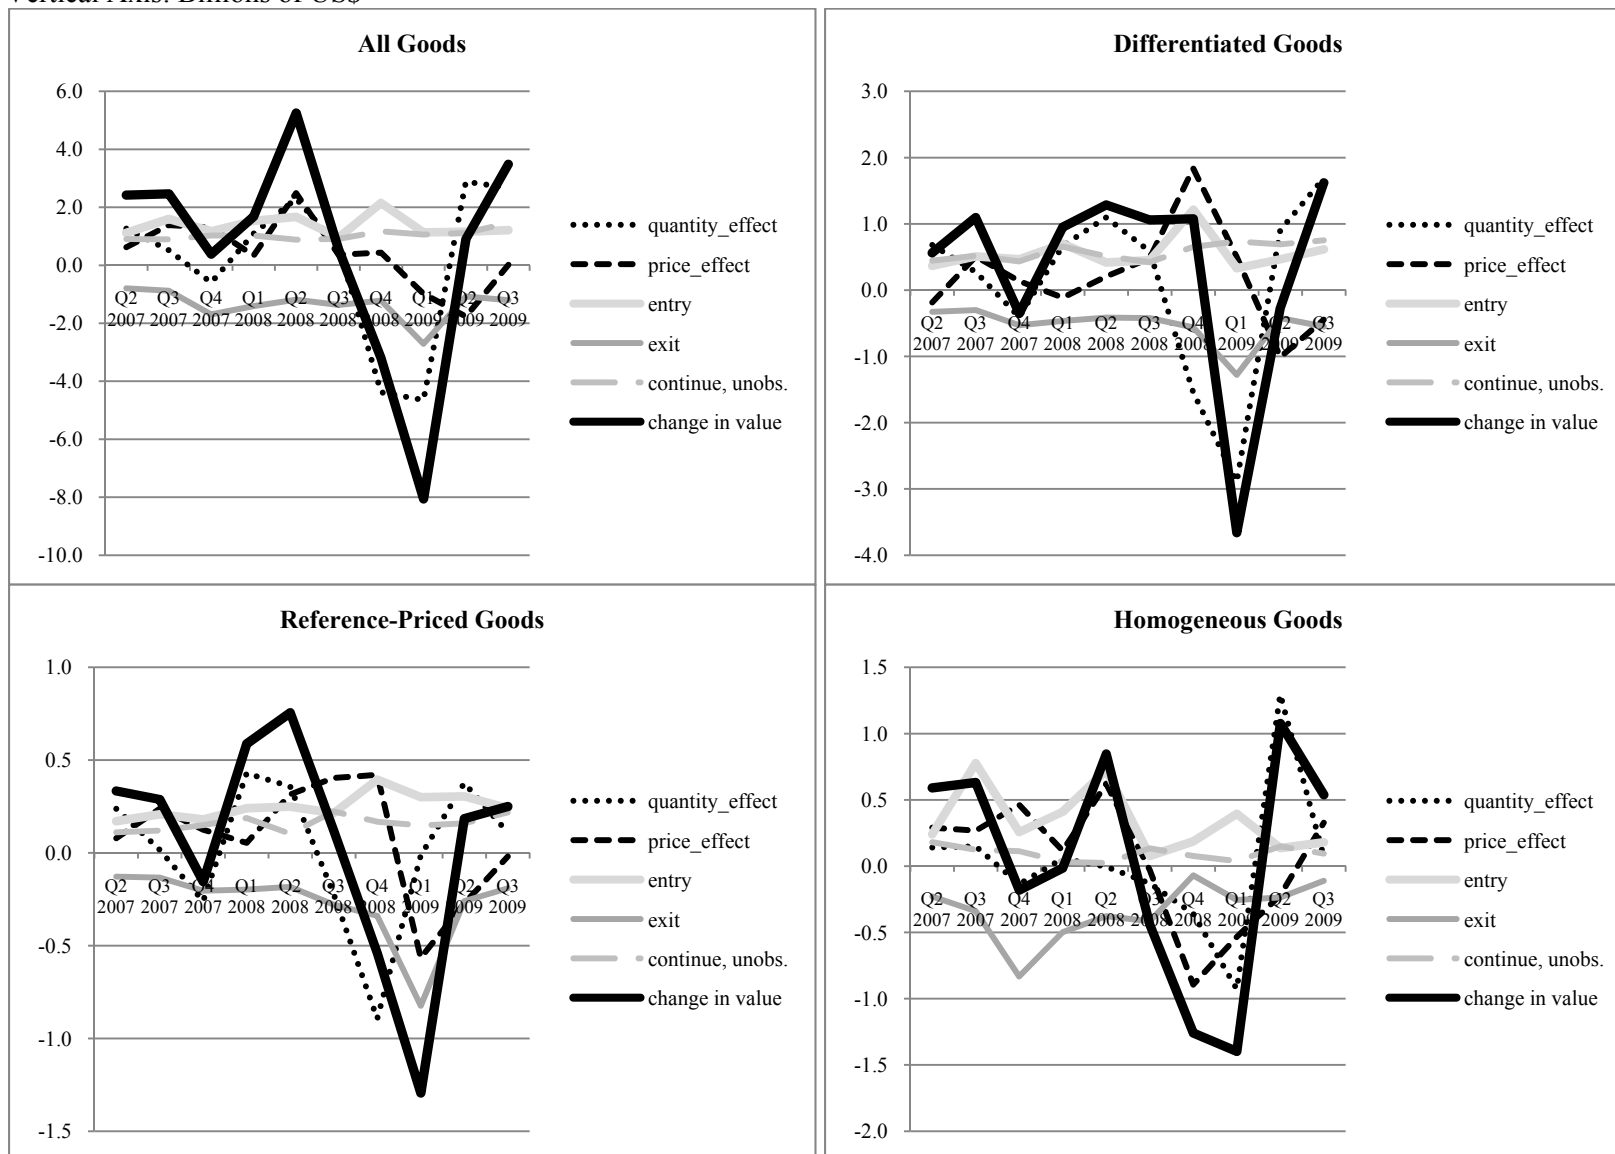 Vertical Axis: Billions of US$
All Goods
6.0
4.0
2.0
0.0
-2.0
-4.0
-6.0
-8.0
-10.0
Q2 Q3 Q4 Q1 Q2 Q3 Q4 Q1 Q2 Q3
2007 2007 2007 2008 2008 2008 2008 2009 2009 2009
quantity_effect
price_effect
entry
exit
continue, unobs.
change in value
Differentiated Goods
3.0
2.0
1.0
0.0
-1.0
-2.0
-3.0
-4.0
Q2 Q3 Q4 Q1 Q2 Q3 Q4 Q1 Q2 Q3
2007 2007 2007 2008 2008 2008 2008 2009 2009 2009
quantity_effect
price_effect
entry
exit
continue, unobs.
change in value
Reference-Priced Goods
1.0
0.5
0.0
-0.5
-1.0
-1.5
Q2 Q3 Q4 Q1 Q2 Q3 Q4 Q1 Q2 Q3
2007 2007 2007 2008 2008 2008 2008 2009 2009 2009
quantity_effect
price_effect
entry
exit
continue, unobs.
change in value
Homogeneous Goods
1.5
1.0
0.5
0.0
-0.5
-1.0
-1.5
-2.0
Q2 Q3 Q4 Q1 Q2 Q3 Q4 Q1 Q2 Q3
2007 2007 2007 2008 2008 2008 2008 2009 2009 2009
quantity_effect
price_effect
entry
exit
continue, unobs.
change in value